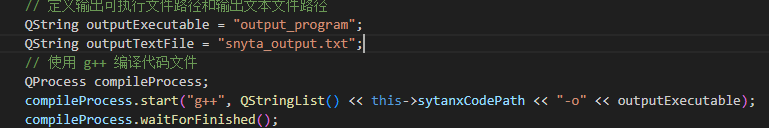 // 定义输出可执行文件路径和输出文本文件路径
QString outputExecutable = "output_program";
QString outputTextFile = "snyta_output.txt";
// 使用 g++ 编译代码文件
QProcess compileProcess;
compileProcess.start("g++", QStringList() << this->sytanxCodePath << "-o" << outputExecutable);
compileProcess.waitForFinished();